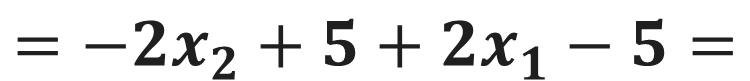 = −2x₂ + 5 + 2x₁ − 5 =